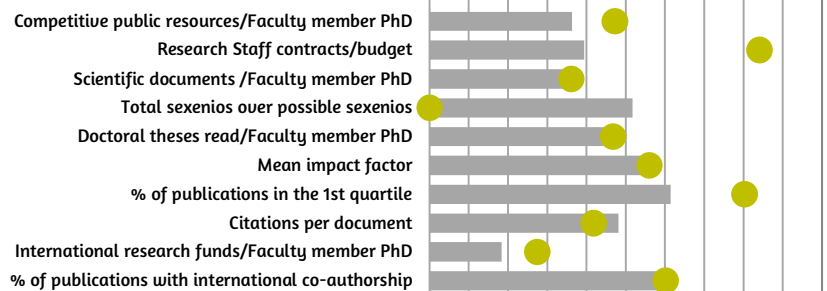 Competitive public resources/Faculty member PhD
Research Staff contracts/budget
Scientific documents /Faculty member PhD
Total sexenios over possible sexenios
Doctoral theses read/Faculty member PhD
Mean impact factor
% of publications in the 1st quartile
Citations per document
International research funds/Faculty member PhD
% of publications with international co-authorship